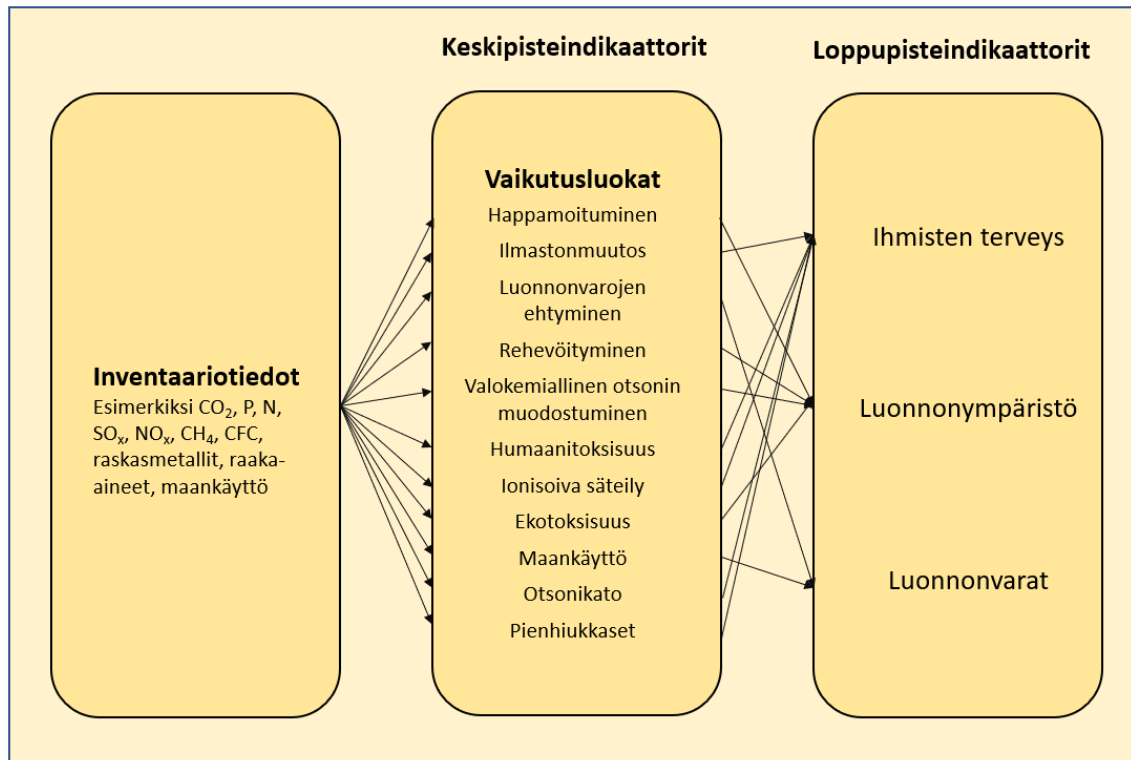 Keskipisteindikaattorit
Loppupisteindikaattorit
Inventaariotiedot
Esimerkiksi CO₂, P, N,
SOₓ, NOₓ, CH₄, CFC,
raskasmetallit, raaka-
aineet, maankäyttö
Vaikutusluokat
Happamoituminen
Ilmastonmuutos
Luonnonvarojen
ehtyminen
Rehevöityminen
Valokemiallinen otsonin
muodostuminen
Humaanitoksisuus
Ionisoiva säteily
Ekotoksisuus
Maankäyttö
Otsonikato
Pienhiukkaset
Ihmisten terveys
Luonnonympäristö
Luonnonvarat